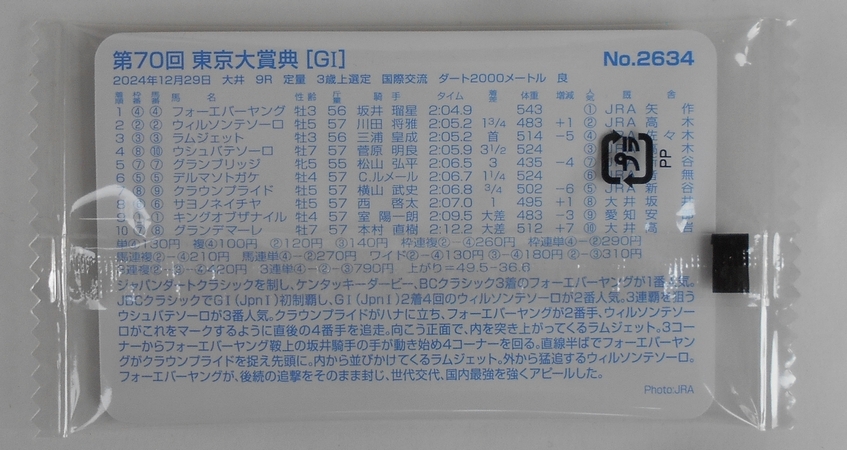 第70回 東京大賞典 [GI]
No.2634
2024年12月29日 大井 9R 定量 3歳上選定 国際交流 ダート2000メートル 良
着順 枠番 馬番 馬名 性齢 斤量 騎手 タイム 着差 体重 増減 人気 厩舎
1 ④ ④ フォーエバーヤング 牡3 56 坂井 瑠星 2:04.9 543 ① JRA 矢作
2 ② ② ウィルソンテソーロ 牡5 57 川田 将雅 2:05.2 1 3/4 483 +1 ② JRA 高木
3 ③ ③ ラムジェット 牡3 56 三浦 皇成 2:05.2 首 514 -5 ④ JRA 佐々木
4 ⑧ ⑩ ウシュバテソーロ 牡7 57 菅原 明良 2:05.9 3 1/2 524 ③ 木
5 ⑦ ⑦ グランブリッジ 牝5 55 松山 弘平 2:06.5 3 435 -4 木
6 ⑤ ⑤ デルマソトガケ 牡4 57 C.ルメール 2:06.7 1 1/4 524 無
7 ⑨ クラウンプライド 牡5 57 横山 武史 2:06.8 3/4 502 -6 ⑤ JRA 新谷
8 ⑥ ⑧ サヨノネイチヤ 牡5 57 西 啓太 2:07.0 1 495 +1 ⑧ 大井 坂井
9 ① ① キングオブザナイル 牡4 57 室 陽一朗 2:09.5 大差 483 -3 ⑨ 愛知 安部
10 グランデマーレ 牡7 57 本村 直樹 2:12.2 大差 512 +7 ⑩ 大井 高
単④130円 複④100円 ②120円 ③140円 枠連複②-④260円 枠連単④-②290円
馬連複②-④210円 馬連単④-②270円 ワイド②-④130円 ③-④180円 ②-③310円
3連単④-②-③790円 上がり=49.5-36.6
ジャパンダートクラシックを制し、ケンタッキーダービー、BCクラシック3着のフォーエバーヤングが1番人気。
JBCクラシックでGI(JpnI)初制覇し、GI(JpnI)2着4回のウィルソンテソーロが2番人気。3連覇を狙う
ウシュバテソーロが3番人気。クラウンプライドがハナに立ち、フォーエバーヤングが2番手、ウィルソンテソー
ロがこれをマークするように直後の4番手を追走。向こう正面で、内を突き上がってくるラムジェット。3コー
ナーからフォーエバーヤング鞍上の坂井騎手の手が動き始め4コーナーを回る。直線半ばでフォーエバーヤン
グがクラウンプライドを捉え先頭に。内から並びかけてくるラムジェット。外から猛追するウィルソンテソーロ。
フォーエバーヤングが、後続の追撃をそのまま封じ、世代交代、国内最強を強くアピールした。
Photo:JRA
プラ
PP